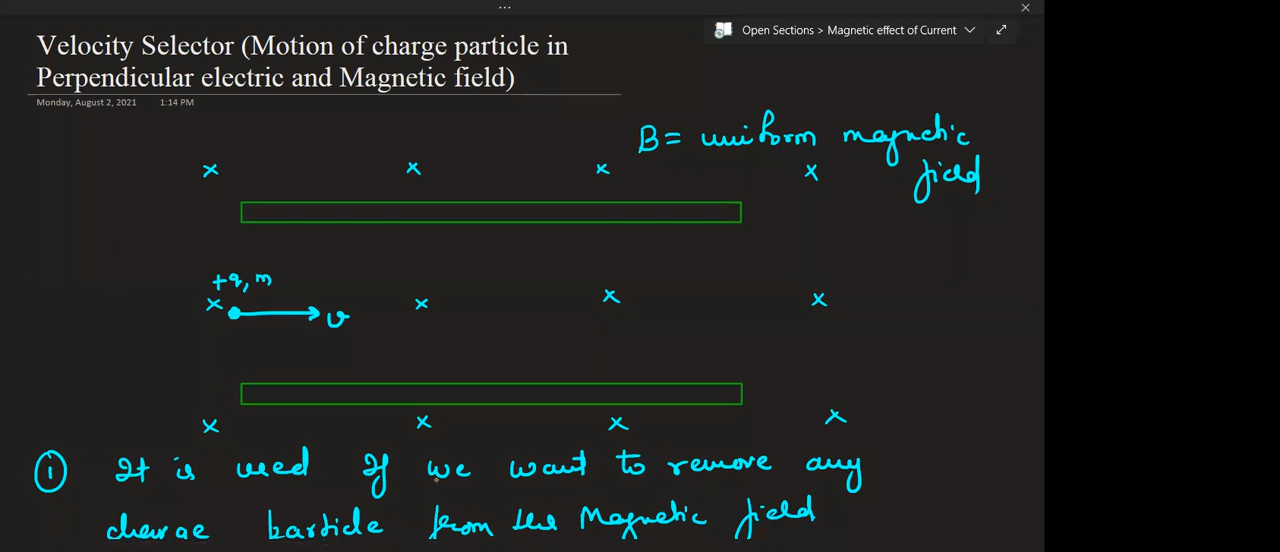 Open Sections > Magnetic effect of Current
Velocity Selector (Motion of charge particle in
Perpendicular electric and Magnetic field)
Monday, August 2, 2021 1:14 PM
B = uniform magnetic
field
x x x x
+q, m
x x x x
v
x x x x
① It is used If we want to remove any
charge particle from the Magnetic field